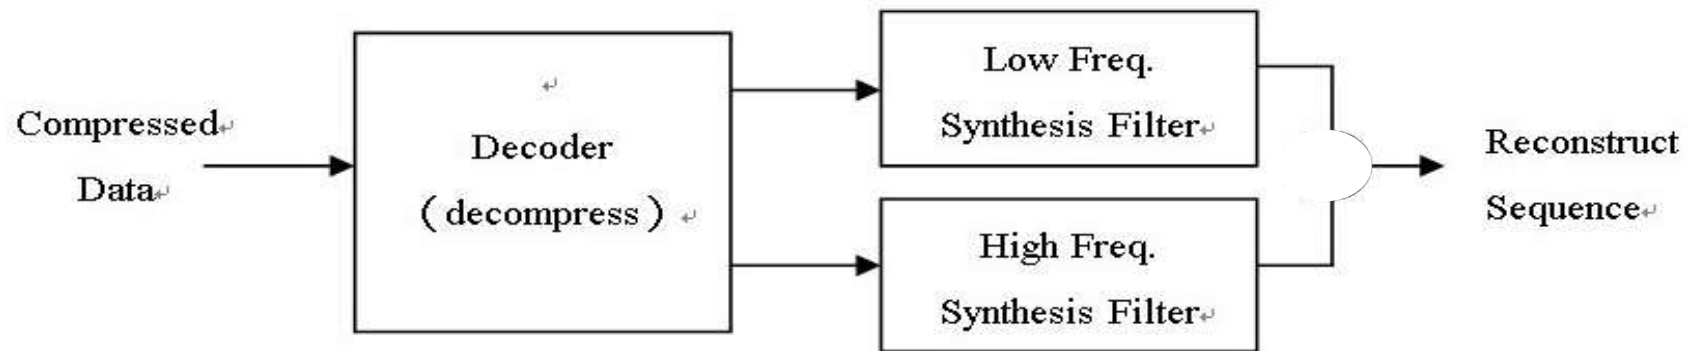 Compressed
Data
Decoder
(decompress)
Low Freq.
Synthesis Filter
High Freq.
Synthesis Filter
Reconstruct
Sequence